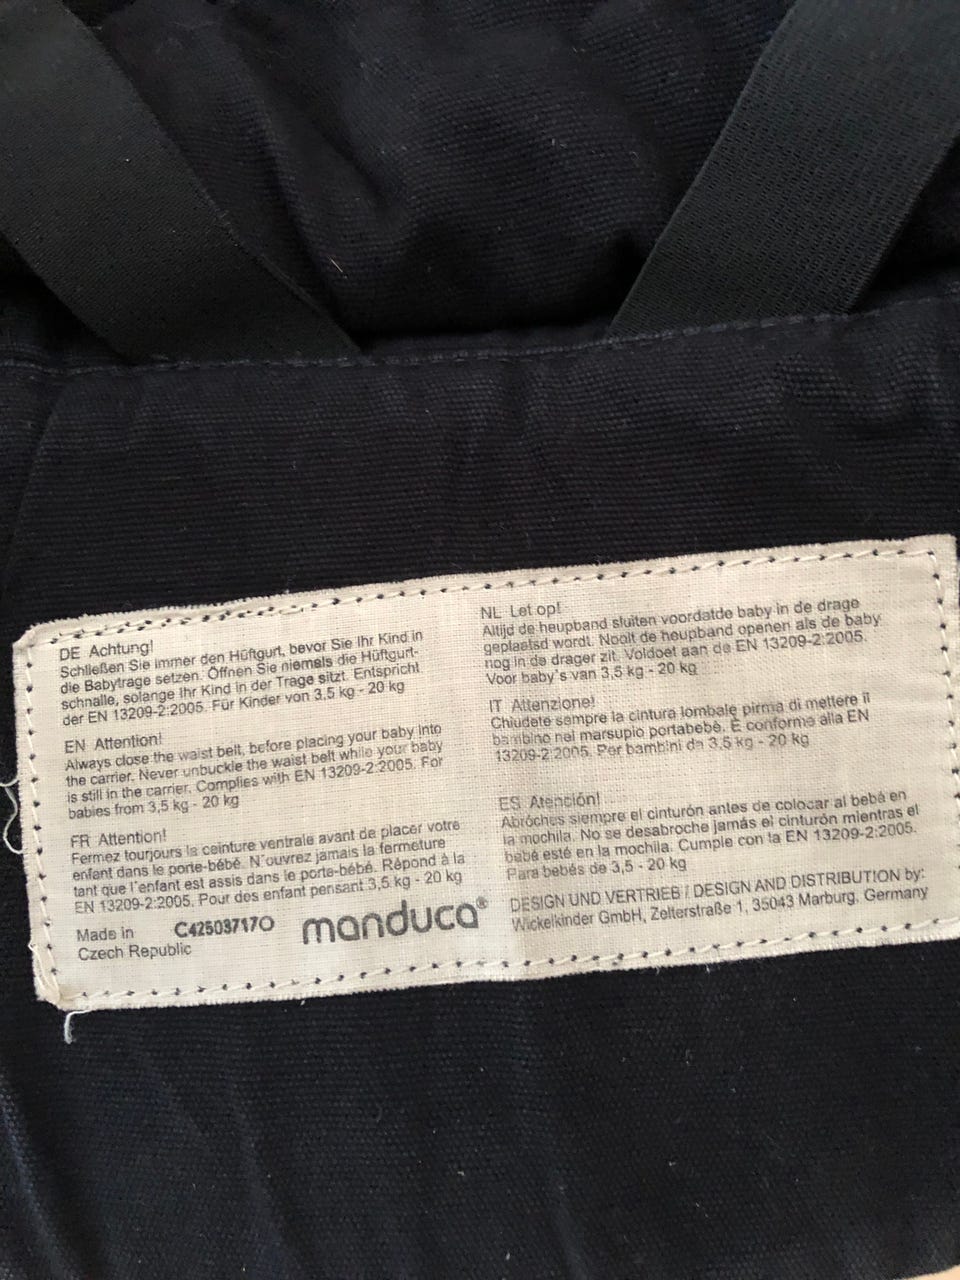 DE Achtung!
Schließen Sie immer den Hüftgurt, bevor Sie Ihr Kind in
die Babytrage setzen. Öffnen Sie niemals die Hüftgurt-
schnalle, solange Ihr Kind in der Trage sitzt. Entspricht
der EN 13209-2:2005. Für Kinder von 3,5 kg - 20 kg
EN Attention!
Always close the waist belt, before placing your baby into
the carrier. Never unbuckle the waist belt while your baby
is still in the carrier. Complies with EN 13209-2:2005. For
babies from 3,5 kg - 20 kg
FR Attention!
Fermez tourjours la ceinture ventrale avant de placer votre
enfant dans le porte-bébé. N'ouvrez jamais la fermeture
tant que l'enfant est assis dans le porte-bébé. Répond à la
EN 13209-2:2005. Pour des enfant pensant 3,5 kg - 20 kg
Made in
Czech Republic
C42503717O
manduca®
NL Let op!
Altijd de heupband sluiten voordatde baby in de drage
geplaatsd wordt. Nooit de heupband openen als de baby
nog in de drager zit. Voldoet aan de EN 13209-2:2005.
Voor baby's van 3,5 kg - 20 kg
IT Attenzione!
Chiudete sempre la cintura lombale pirma di mettere il
bambino nel marsupio portabebè. È conforme alla EN
13209-2:2005. Per bambini da 3,5 kg - 20 kg
ES Atención!
Abróches siempre el cinturón antes de colocar al bebé en
la mochila. No se desabroche jamás el cinturón mientras el
bebé esté en la mochila. Cumple con la EN 13209-2:2005.
Para bebés de 3,5 - 20 kg
DESIGN UND VERTRIEB / DESIGN AND DISTRIBUTION by:
Wickelkinder GmbH, Zelterstraße 1, 35043 Marburg, Germany